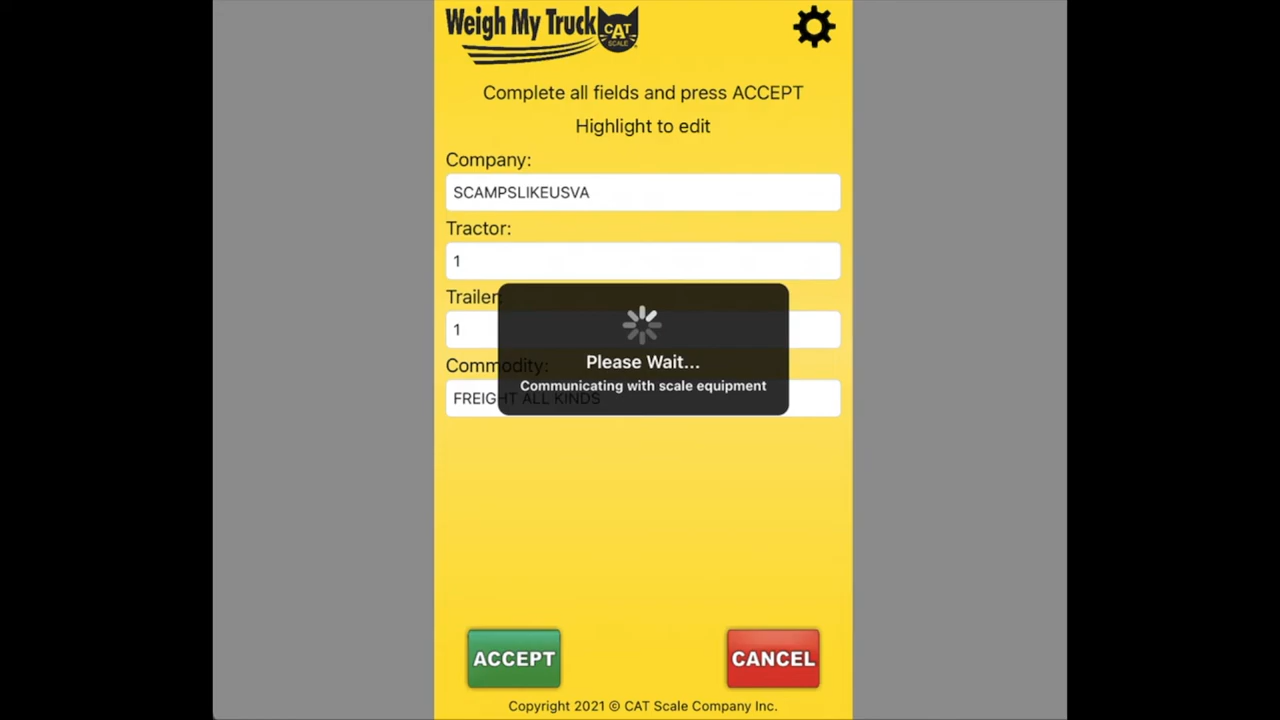 Weigh My Truck
CAT
SCALE
Complete all fields and press ACCEPT
Highlight to edit
Company:
SCAMPSLIKEUSVA
Tractor:
1
Trailer:
1
Please Wait...
Commodity:
Communicating with scale equipment
FREIGHT ALL KINDS
ACCEPT
CANCEL
Copyright 2021 © CAT Scale Company Inc.